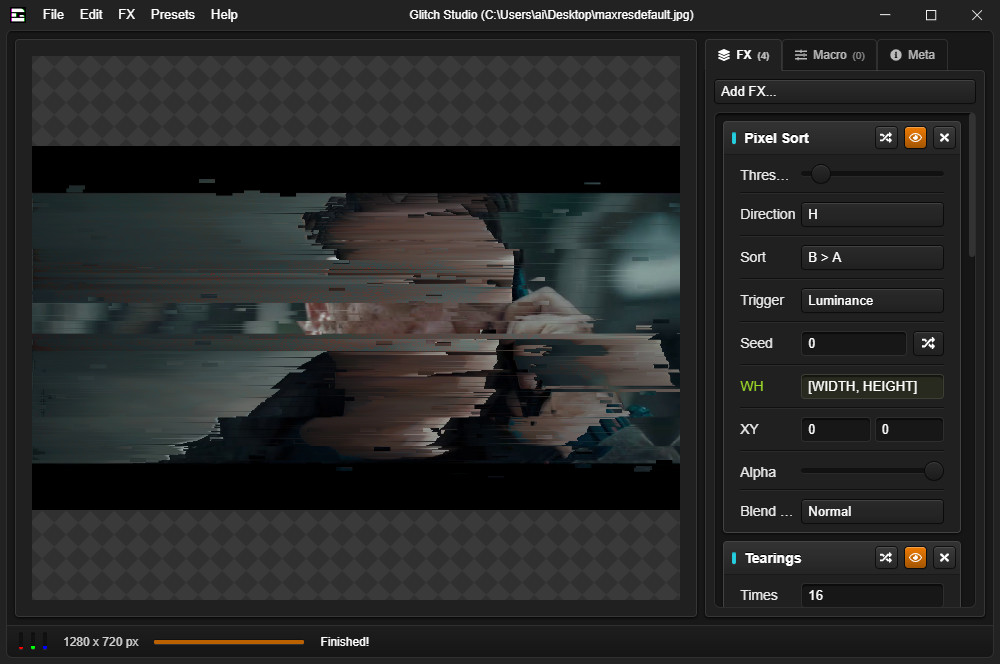 File Edit FX Presets Help
Glitch Studio (C:\Users\ai\Desktop\maxresdefault.jpg)
FX (4) Macro (0) Meta
Add FX...
Pixel Sort
Thres...
Direction H
Sort B > A
Trigger Luminance
Seed 0
WH [WIDTH, HEIGHT]
XY 0 0
Alpha
Blend ... Normal
Tearings
Times 16
1280 x 720 px Finished!